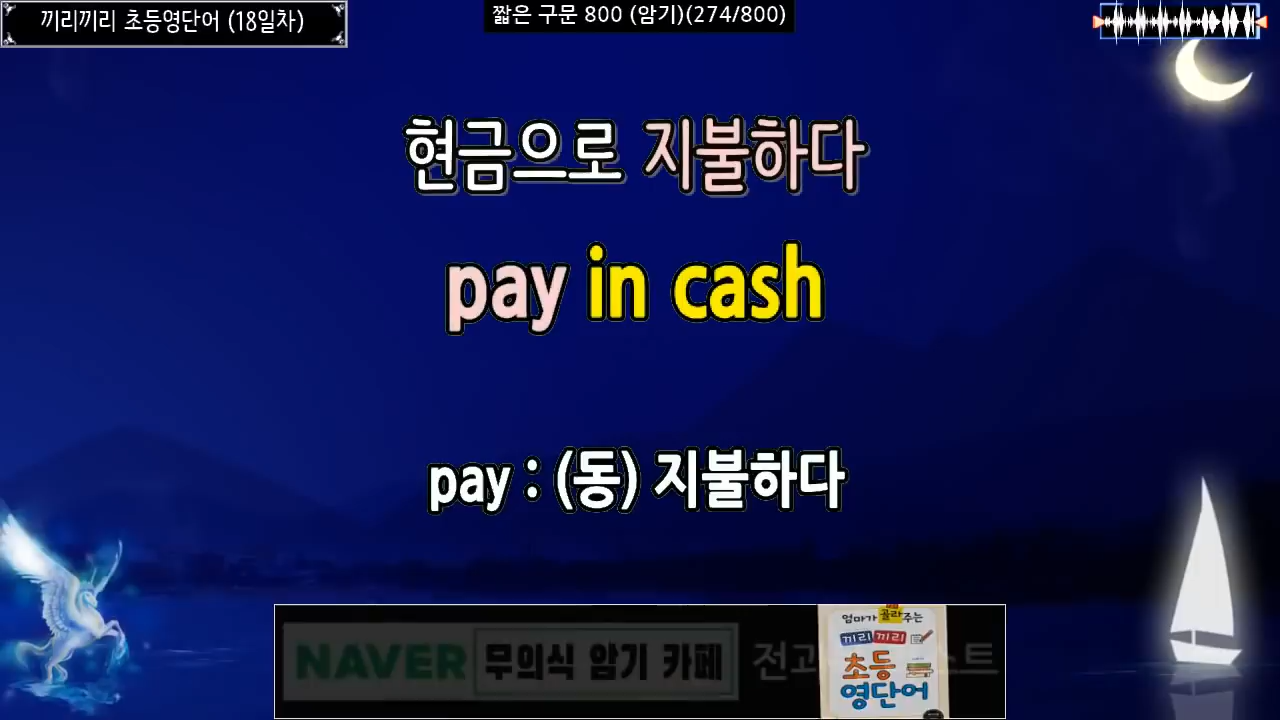 끼리끼리 초등영단어 (18일차)
짧은 구문 800 (암기)(274/800)
현금으로 지불하다
pay in cash
pay : (동) 지불하다
NAVER 무의식 암기 카페
엄마가 골라주는
끼리끼리
초등
영단어